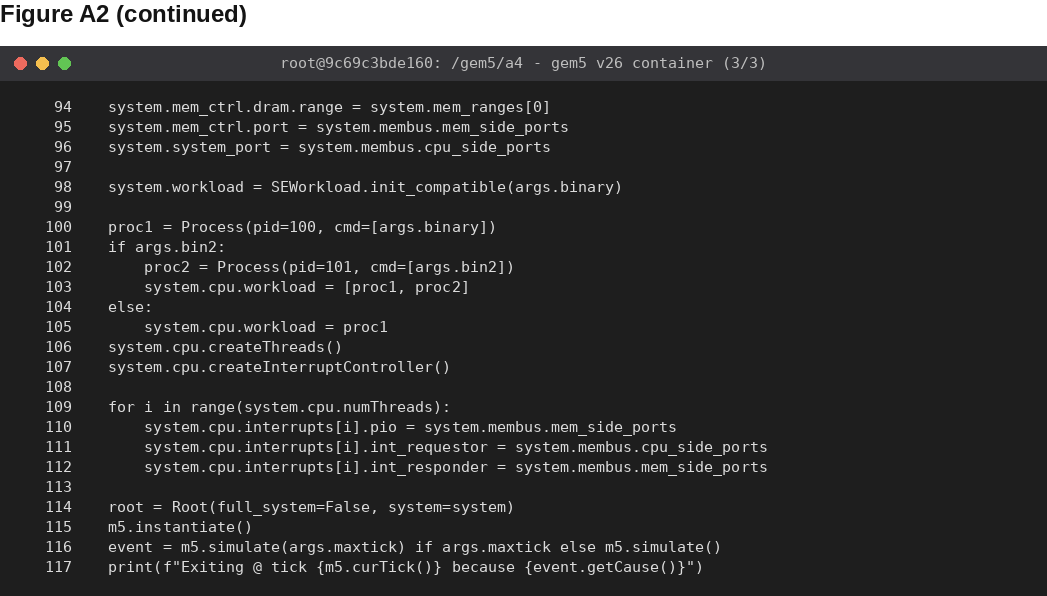 Figure A2 (continued)
root@9c69c3bde160: /gem5/a4 - gem5 v26 container (3/3)
94    system.mem_ctrl.dram.range = system.mem_ranges[0]
95    system.mem_ctrl.port = system.membus.mem_side_ports
96    system.system_port = system.membus.cpu_side_ports
97
98    system.workload = SEWorkload.init_compatible(args.binary)
99
100    proc1 = Process(pid=100, cmd=[args.binary])
101    if args.bin2:
102        proc2 = Process(pid=101, cmd=[args.bin2])
103        system.cpu.workload = [proc1, proc2]
104    else:
105        system.cpu.workload = proc1
106    system.cpu.createThreads()
107    system.cpu.createInterruptController()
108
109    for i in range(system.cpu.numThreads):
110        system.cpu.interrupts[i].pio = system.membus.mem_side_ports
111        system.cpu.interrupts[i].int_requestor = system.membus.cpu_side_ports
112        system.cpu.interrupts[i].int_responder = system.membus.mem_side_ports
113
114    root = Root(full_system=False, system=system)
115    m5.instantiate()
116    event = m5.simulate(args.maxtick) if args.maxtick else m5.simulate()
117    print(f"Exiting @ tick {m5.curTick()} because {event.getCause()}")